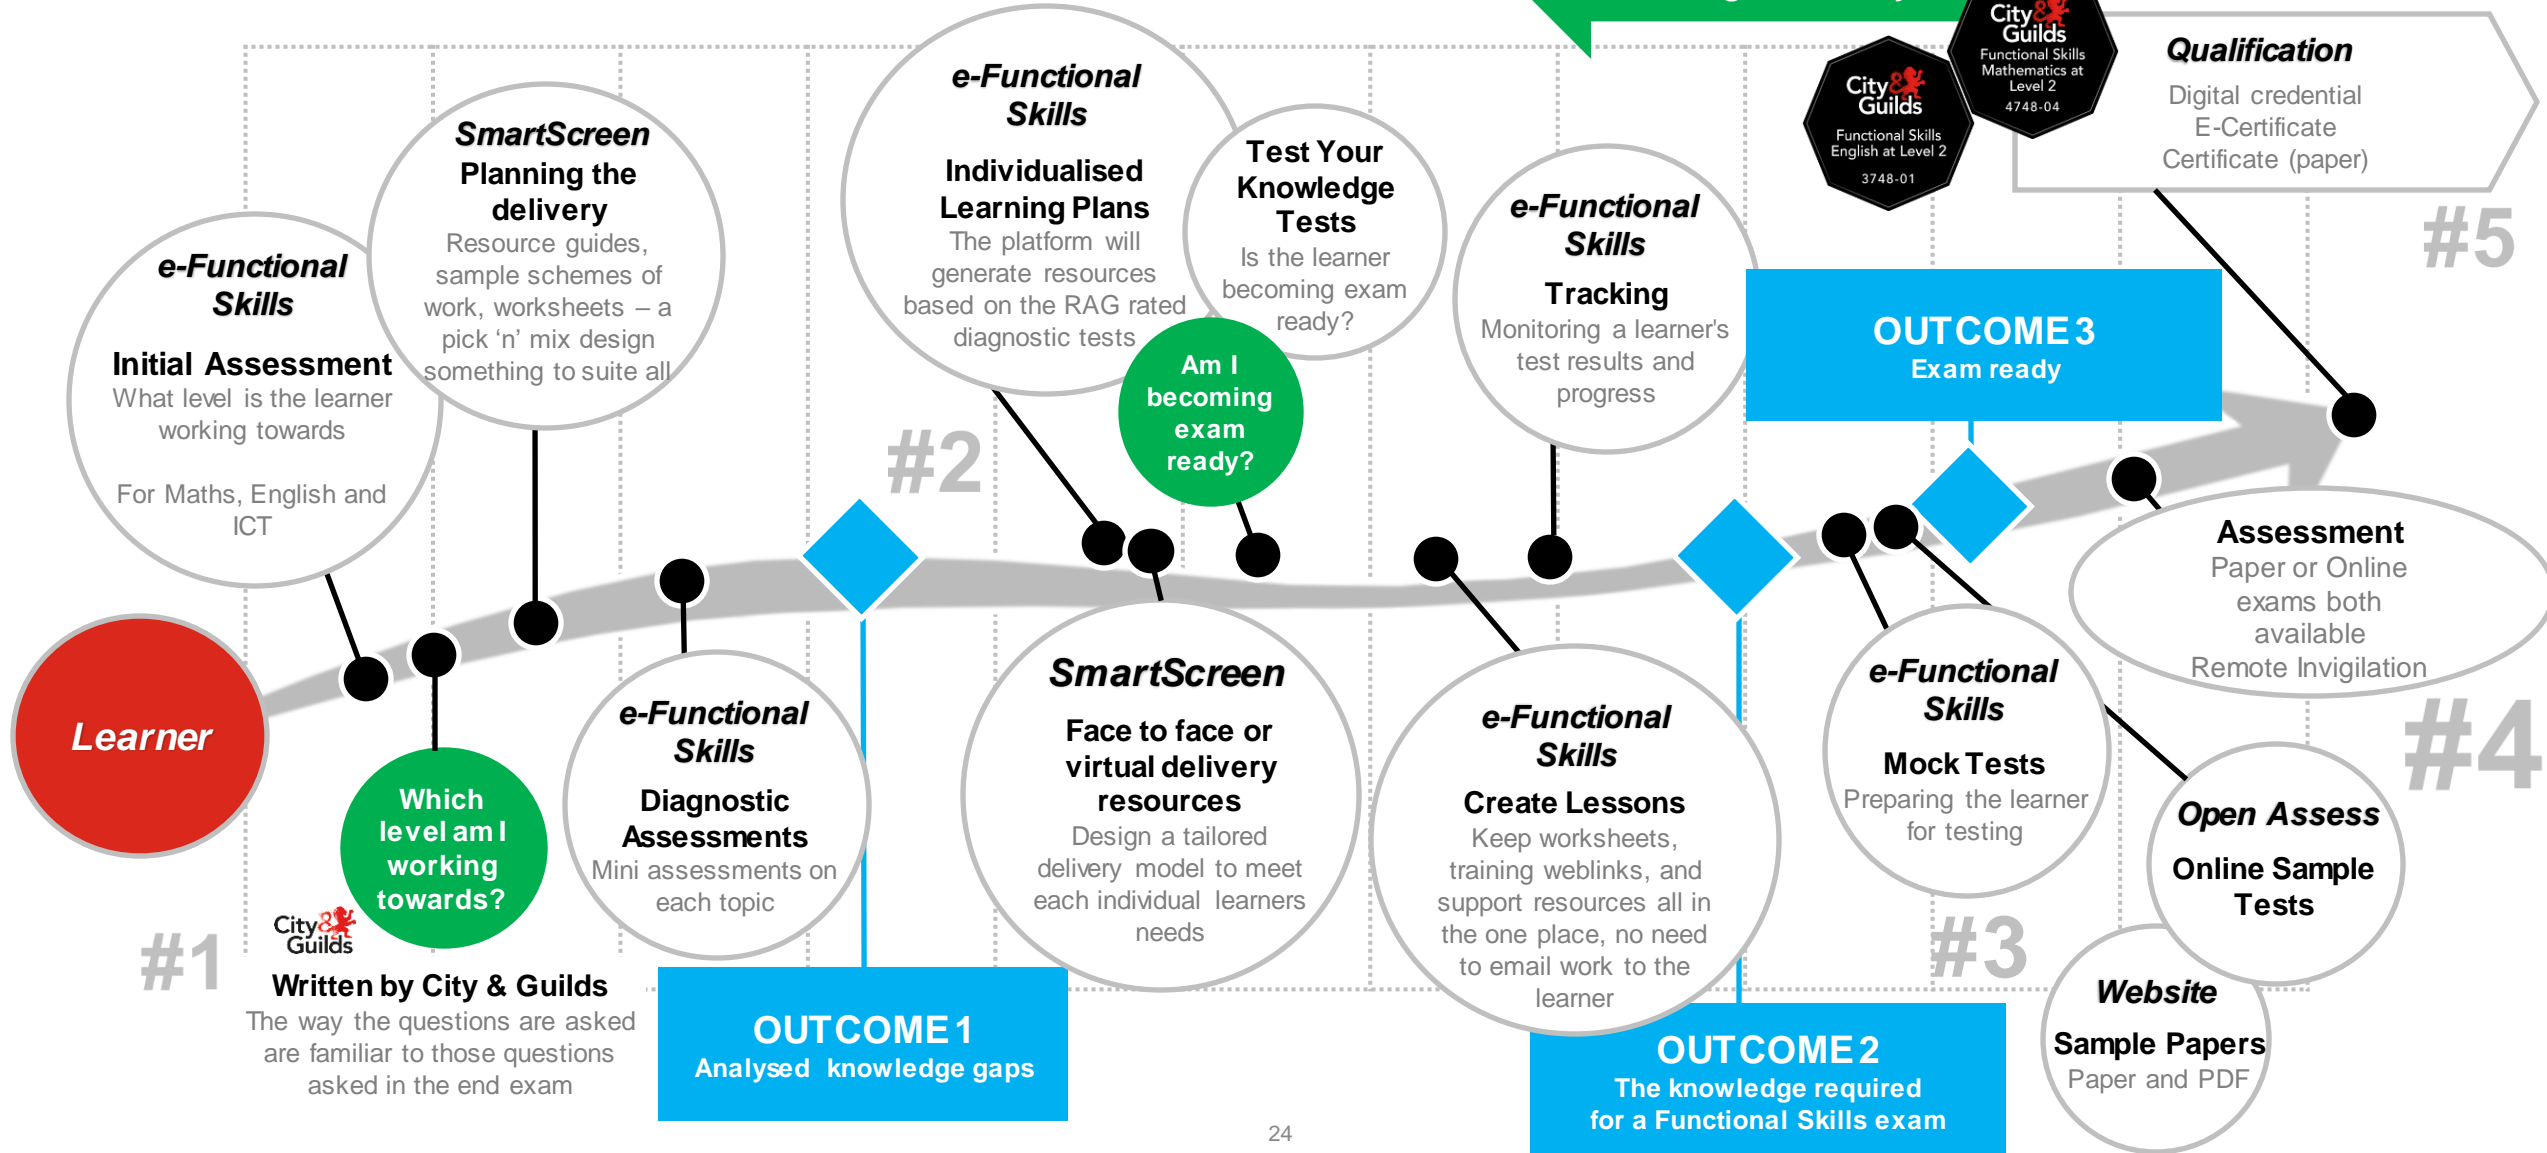 City&
Guilds
Functional Skills
Mathematics at
Level 2
4748-04
City&
Guilds
Functional Skills
English at Level 2
3748-01
Qualification
Digital credential
E-Certificate
Certificate (paper)
#5
e-Functional
Skills
Initial Assessment
What level is the learner
working towards
For Maths, English and
ICT
SmartScreen
Planning the
delivery
Resource guides,
sample schemes of
work, worksheets – a
pick ‘n’ mix design
something to suite all
e-Functional
Skills
Individualised
Learning Plans
The platform will
generate resources
based on the RAG rated
diagnostic tests
Test Your
Knowledge
Tests
Is the learner
becoming exam
ready?
Am I
becoming
exam
ready?
e-Functional
Skills
Tracking
Monitoring a learner's
test results and
progress
OUTCOME 3
Exam ready
#2
Learner
Which
level am I
working
towards?
City&
Guilds
#1
Written by City & Guilds
The way the questions are asked
are familiar to those questions
asked in the end exam
e-Functional
Skills
Diagnostic
Assessments
Mini assessments on
each topic
OUTCOME 1
Analysed knowledge gaps
SmartScreen
Face to face or
virtual delivery
resources
Design a tailored
delivery model to meet
each individual learners
needs
e-Functional
Skills
Create Lessons
Keep worksheets,
training weblinks, and
support resources all in
the one place, no need
to email work to the
learner
OUTCOME 2
The knowledge required
for a Functional Skills exam
e-Functional
Skills
Mock Tests
Preparing the learner
for testing
#3
Assessment
Paper or Online
exams both
available
Remote Invigilation
#4
Open Assess
Online Sample
Tests
Website
Sample Papers
Paper and PDF
24